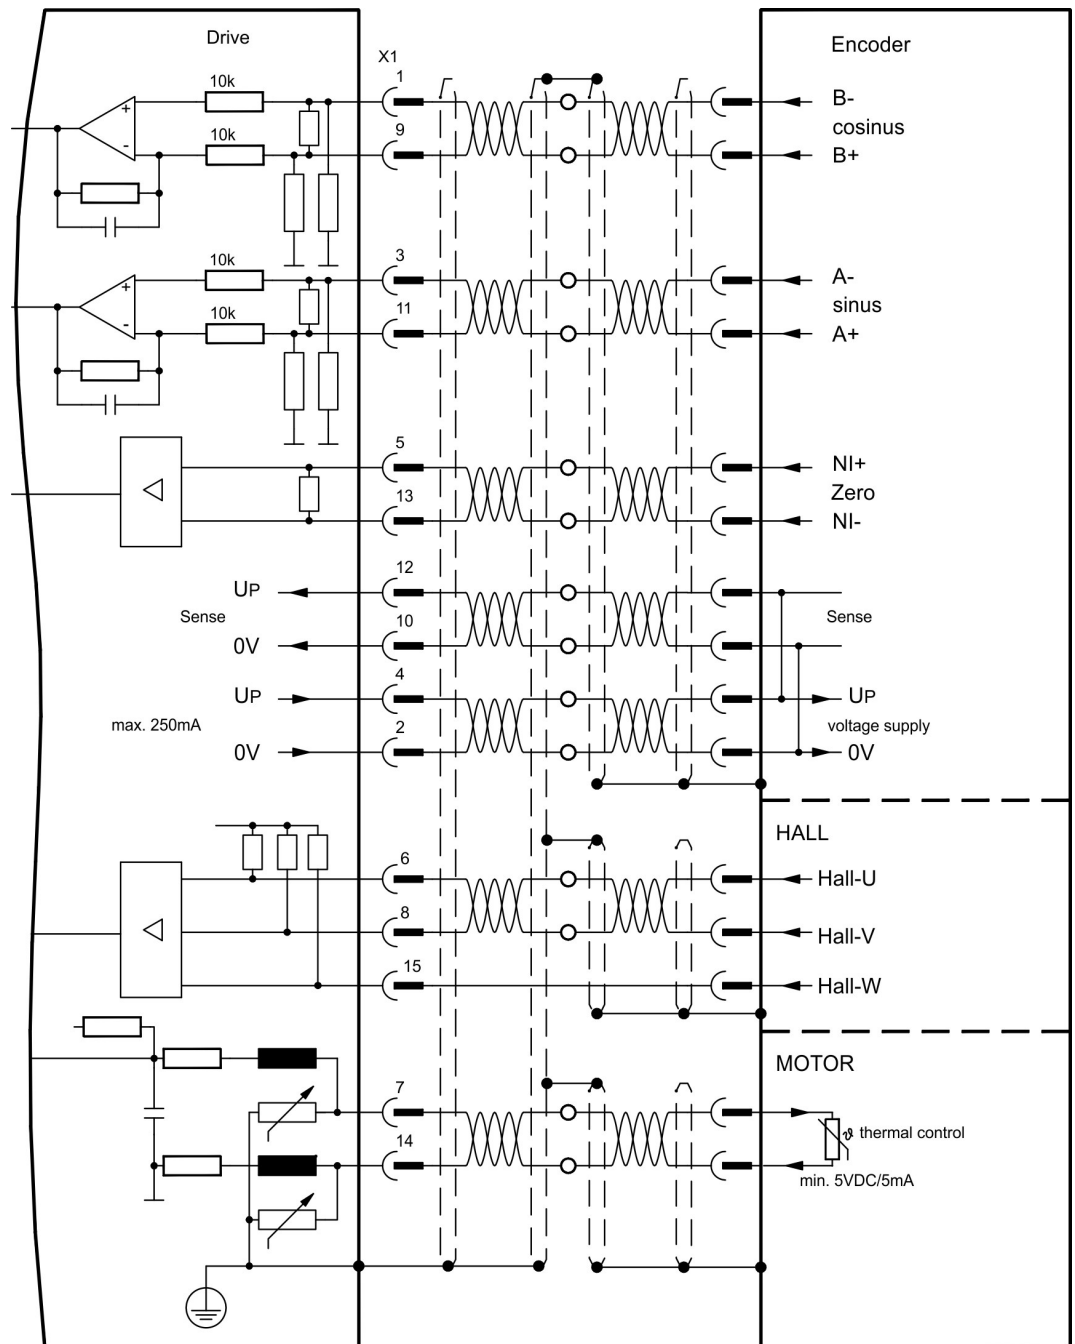 Drive
Encoder
X1
1
10k
B-
cosinus
9
10k
B+
3
10k
A-
sinus
11
10k
A+
5
NI+
Zero
13
NI-
12
UP
Sense
Sense
10
0V
4
UP
UP
max. 250mA
voltage supply
2
0V
0V
HALL
6
Hall-U
8
Hall-V
15
Hall-W
MOTOR
7
ϑ thermal control
14
min. 5VDC/5mA
+
-
+
-